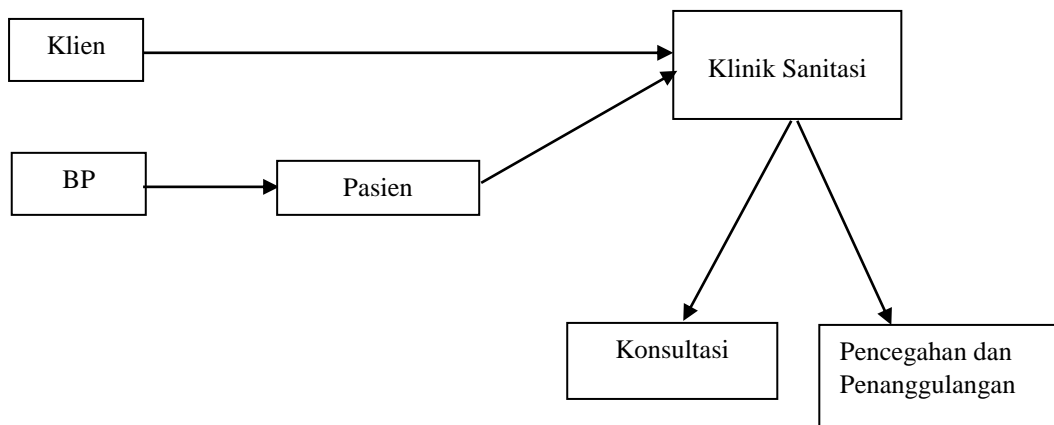 Klien
Klinik Sanitasi
BP
Pasien
Konsultasi
Pencegahan dan
Penanggulangan